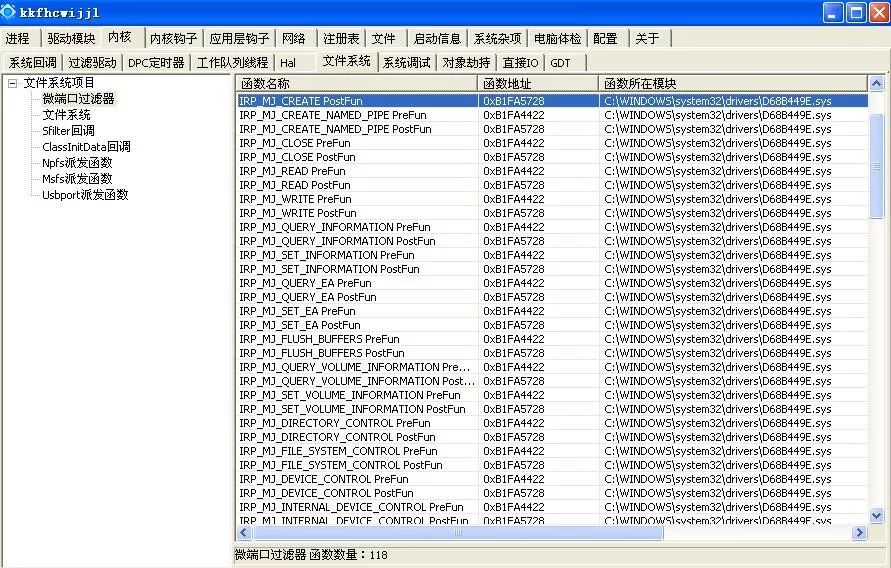 kkfhcwijjl
进程 驱动模块 内核 内核钩子 应用层钩子 网络 注册表 文件 启动信息 系统杂项 电脑体检 配置 关于
系统回调 过滤驱动 DPC定时器 工作队列线程 Hal 文件系统 系统调试 对象劫持 直接IO GDT
文件系统项目
微端口过滤器
文件系统
Sfilter回调
ClassInitData回调
Npfs派发函数
Msfs派发函数
Usbport派发函数
函数名称 函数地址 函数所在模块
IRP_MJ_CREATE PostFun 0xB1FA5728 C:\WINDOWS\system32\drivers\D68B449E.sys
IRP_MJ_CREATE_NAMED_PIPE PreFun 0xB1FA4422 C:\WINDOWS\system32\drivers\D68B449E.sys
IRP_MJ_CREATE_NAMED_PIPE PostFun 0xB1FA4422 C:\WINDOWS\system32\drivers\D68B449E.sys
IRP_MJ_CLOSE PreFun 0xB1FA4422 C:\WINDOWS\system32\drivers\D68B449E.sys
IRP_MJ_CLOSE PostFun 0xB1FA5728 C:\WINDOWS\system32\drivers\D68B449E.sys
IRP_MJ_READ PreFun 0xB1FA4422 C:\WINDOWS\system32\drivers\D68B449E.sys
IRP_MJ_READ PostFun 0xB1FA5728 C:\WINDOWS\system32\drivers\D68B449E.sys
IRP_MJ_WRITE PreFun 0xB1FA4422 C:\WINDOWS\system32\drivers\D68B449E.sys
IRP_MJ_WRITE PostFun 0xB1FA5728 C:\WINDOWS\system32\drivers\D68B449E.sys
IRP_MJ_QUERY_INFORMATION PreFun 0xB1FA4422 C:\WINDOWS\system32\drivers\D68B449E.sys
IRP_MJ_QUERY_INFORMATION PostFun 0xB1FA5728 C:\WINDOWS\system32\drivers\D68B449E.sys
IRP_MJ_SET_INFORMATION PreFun 0xB1FA4422 C:\WINDOWS\system32\drivers\D68B449E.sys
IRP_MJ_SET_INFORMATION PostFun 0xB1FA5728 C:\WINDOWS\system32\drivers\D68B449E.sys
IRP_MJ_QUERY_EA PreFun 0xB1FA4422 C:\WINDOWS\system32\drivers\D68B449E.sys
IRP_MJ_QUERY_EA PostFun 0xB1FA5728 C:\WINDOWS\system32\drivers\D68B449E.sys
IRP_MJ_SET_EA PreFun 0xB1FA4422 C:\WINDOWS\system32\drivers\D68B449E.sys
IRP_MJ_SET_EA PostFun 0xB1FA5728 C:\WINDOWS\system32\drivers\D68B449E.sys
IRP_MJ_FLUSH_BUFFERS PreFun 0xB1FA4422 C:\WINDOWS\system32\drivers\D68B449E.sys
IRP_MJ_FLUSH_BUFFERS PostFun 0xB1FA5728 C:\WINDOWS\system32\drivers\D68B449E.sys
IRP_MJ_QUERY_VOLUME_INFORMATION Pre... 0xB1FA4422 C:\WINDOWS\system32\drivers\D68B449E.sys
IRP_MJ_QUERY_VOLUME_INFORMATION Post... 0xB1FA5728 C:\WINDOWS\system32\drivers\D68B449E.sys
IRP_MJ_SET_VOLUME_INFORMATION PreFun 0xB1FA4422 C:\WINDOWS\system32\drivers\D68B449E.sys
IRP_MJ_SET_VOLUME_INFORMATION PostFun 0xB1FA5728 C:\WINDOWS\system32\drivers\D68B449E.sys
IRP_MJ_DIRECTORY_CONTROL PreFun 0xB1FA4422 C:\WINDOWS\system32\drivers\D68B449E.sys
IRP_MJ_DIRECTORY_CONTROL PostFun 0xB1FA5728 C:\WINDOWS\system32\drivers\D68B449E.sys
IRP_MJ_FILE_SYSTEM_CONTROL PreFun 0xB1FA4422 C:\WINDOWS\system32\drivers\D68B449E.sys
IRP_MJ_FILE_SYSTEM_CONTROL PostFun 0xB1FA5728 C:\WINDOWS\system32\drivers\D68B449E.sys
IRP_MJ_DEVICE_CONTROL PreFun 0xB1FA4422 C:\WINDOWS\system32\drivers\D68B449E.sys
IRP_MJ_DEVICE_CONTROL PostFun 0xB1FA5728 C:\WINDOWS\system32\drivers\D68B449E.sys
IRP_MJ_INTERNAL_DEVICE_CONTROL PreFun 0xB1FA4422 C:\WINDOWS\system32\drivers\D68B449E.sys
IRP_MJ_INTERNAL_DEVICE_CONTROL PostFun 0xB1FA5728 C:\WINDOWS\system32\drivers\D68B449E.sys
微端口过滤器 函数数量：118